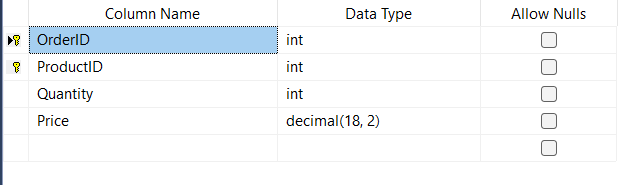 Column Name Data Type Allow Nulls
OrderID int
ProductID int
Quantity int
Price decimal(18, 2)